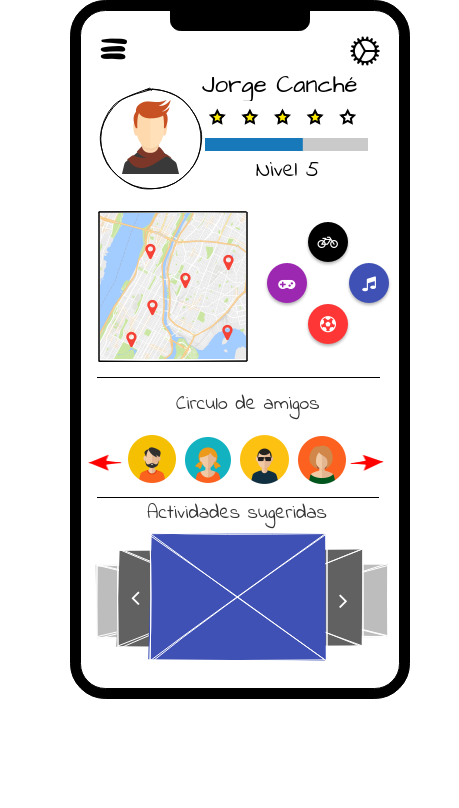 Jorge Canché
Nivel 5
Circulo de amigos
Actividades sugeridas